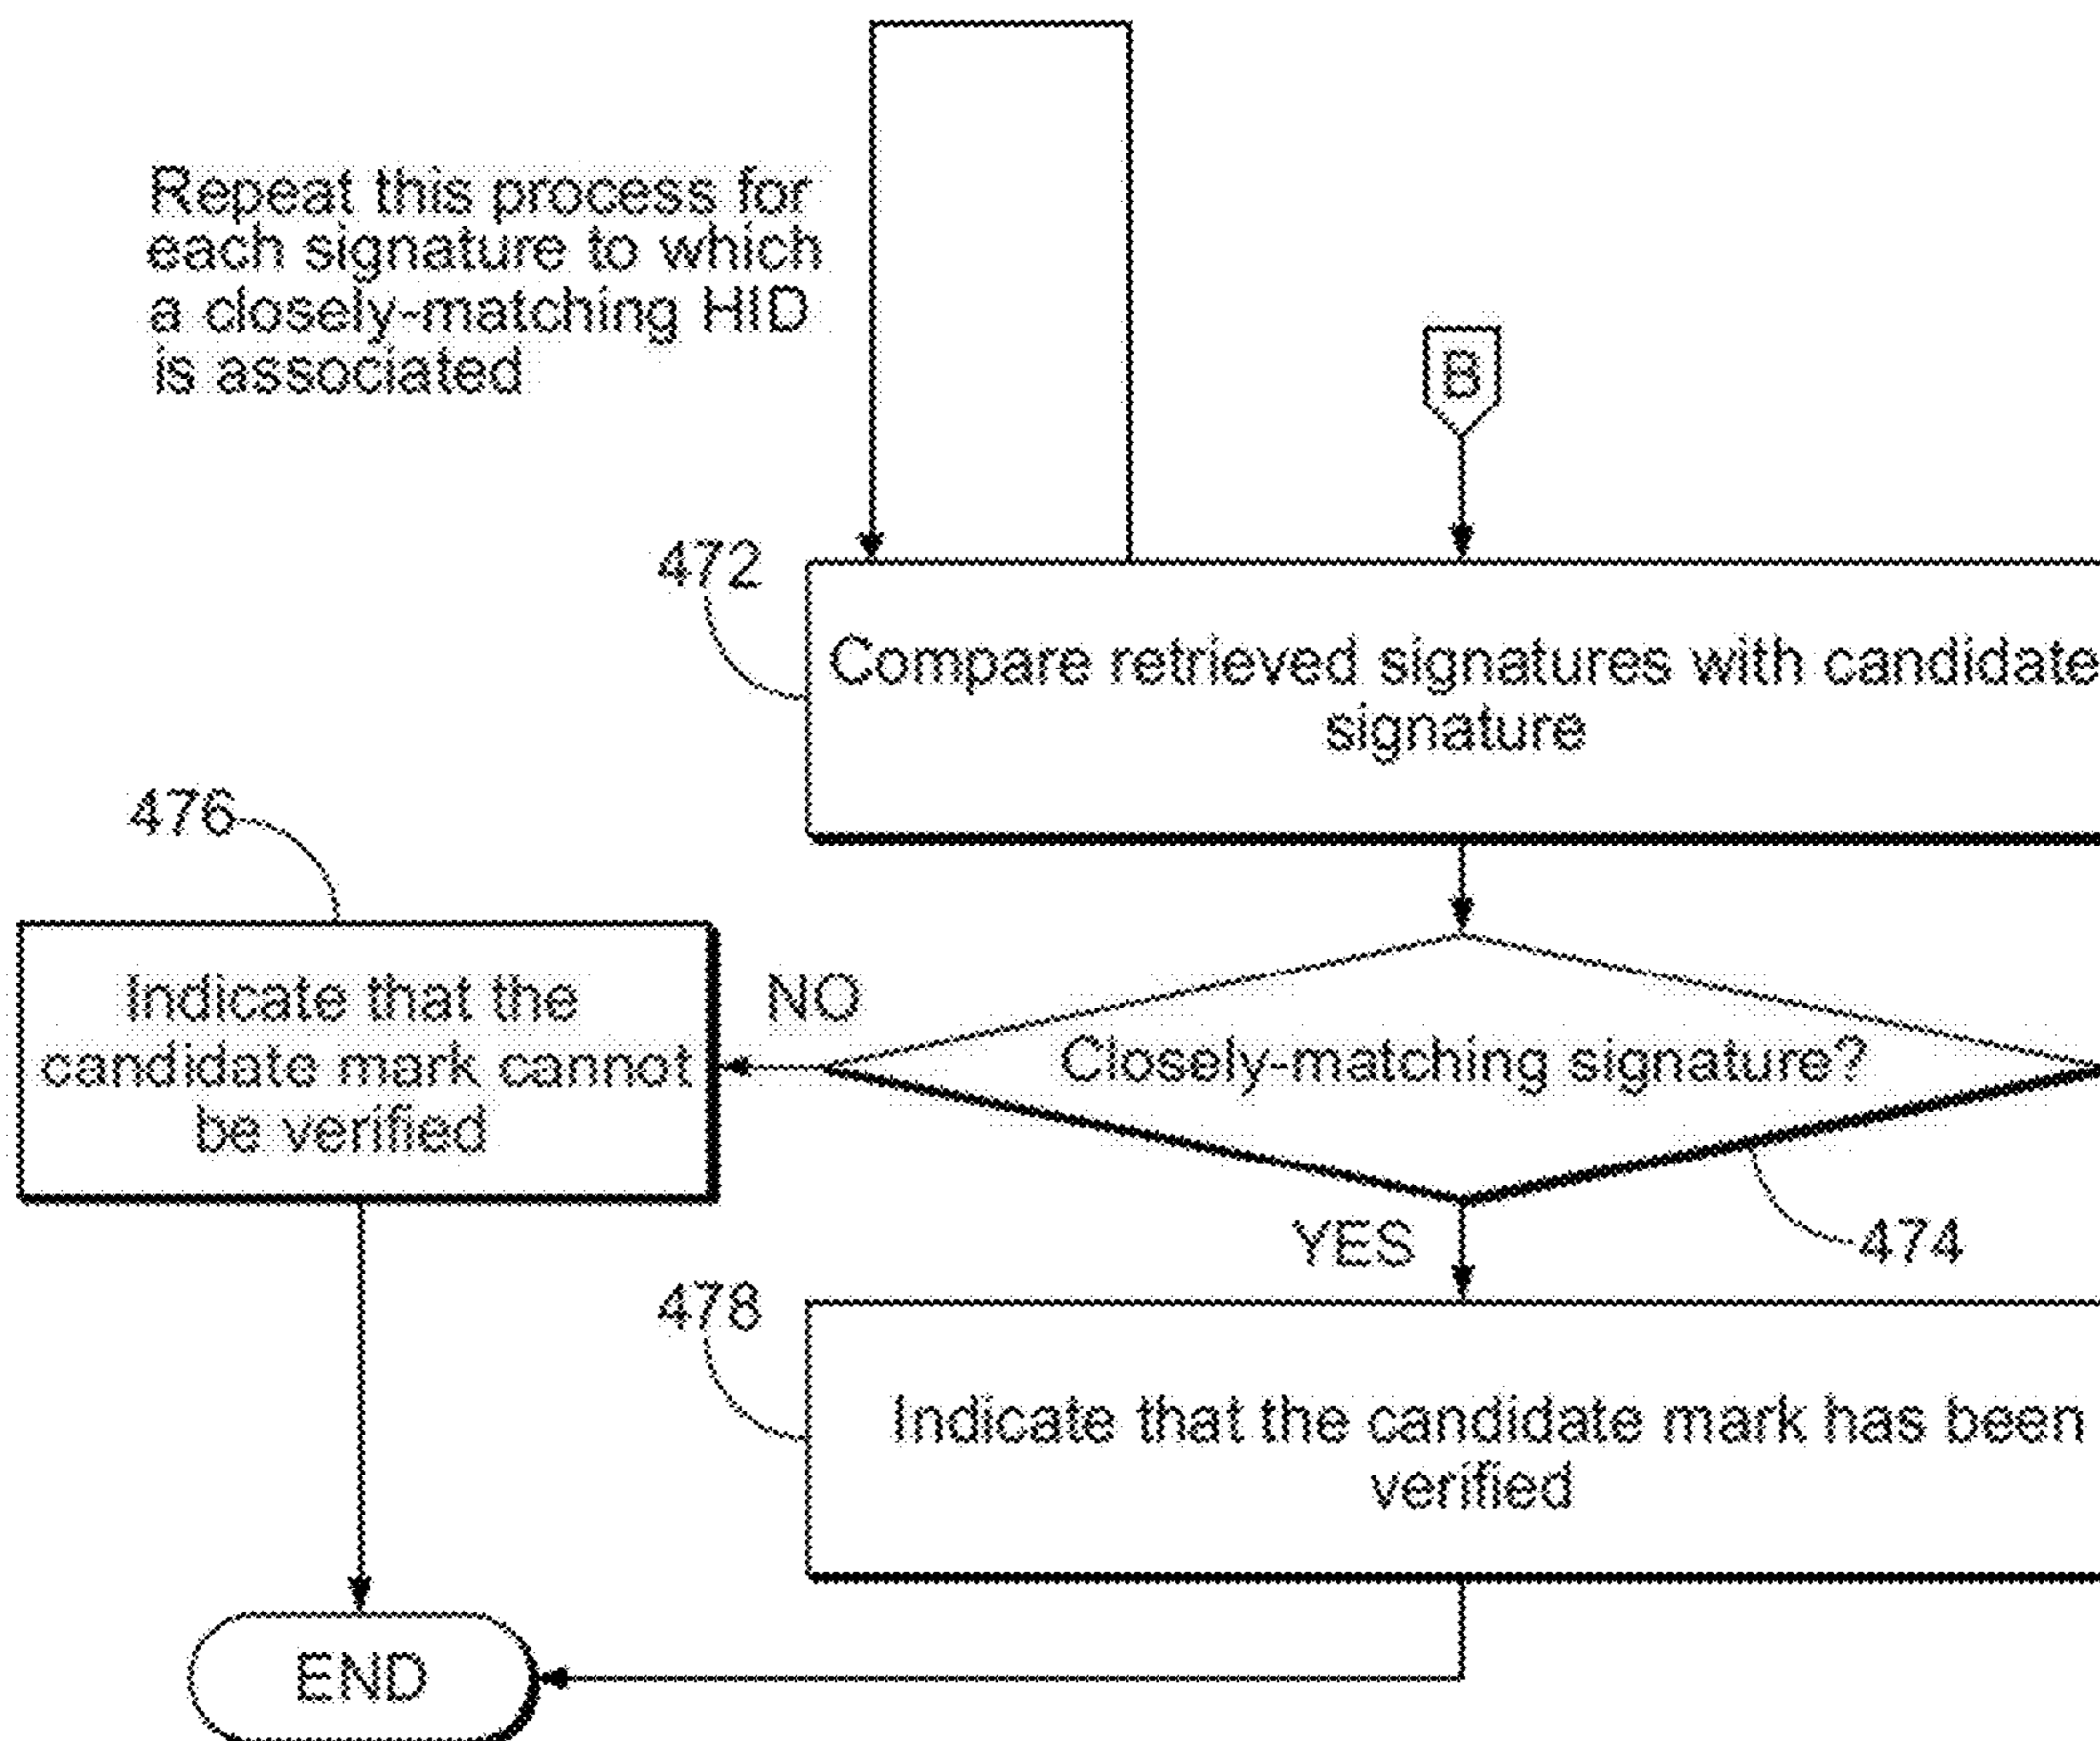 Repeat this process for
each signature to which
a closely-matching HID
is associated
B
472
Compare retrieved signatures with candidate
signature
476
Indicate that the
candidate mark cannot
be verified
NO
Closely-matching signature?
YES
474
478
Indicate that the candidate mark has been
verified
END